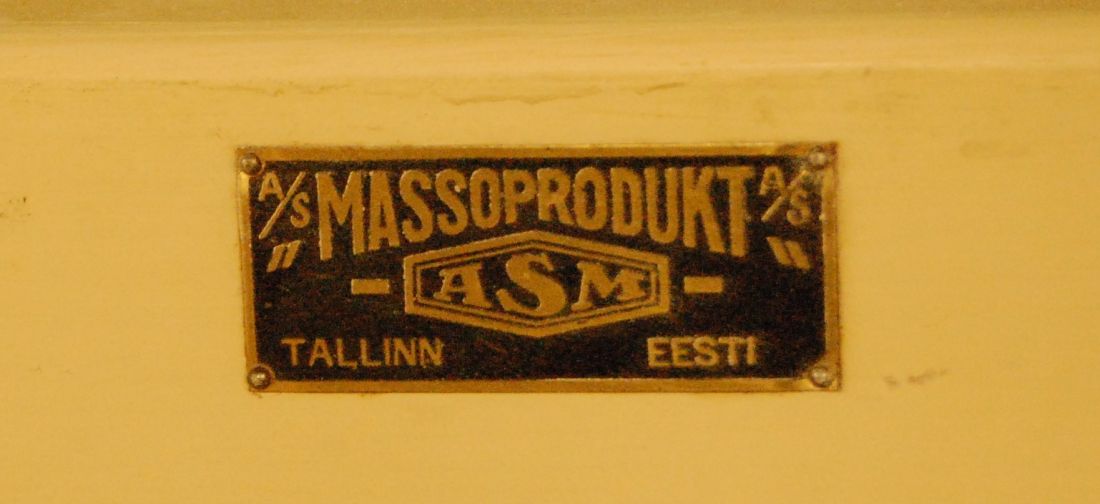 A/S MASSOPRODUKT A/S
" "
- ASM -
TALLINN EESTI